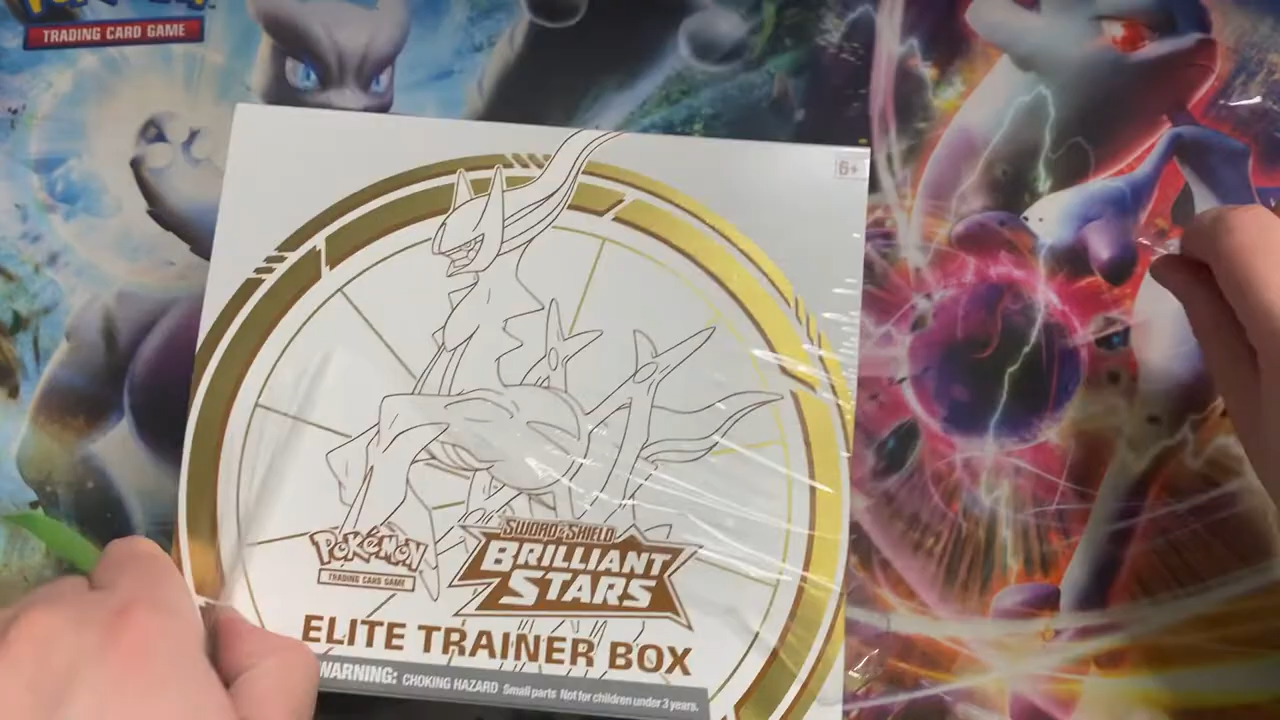 TRADING CARD GAME
6+
Pokémon
TRADING CARD GAME
SWORD & SHIELD
BRILLIANT
STARS
ELITE TRAINER BOX
WARNING: CHOKING HAZARD Small parts Not for children under 3 years.